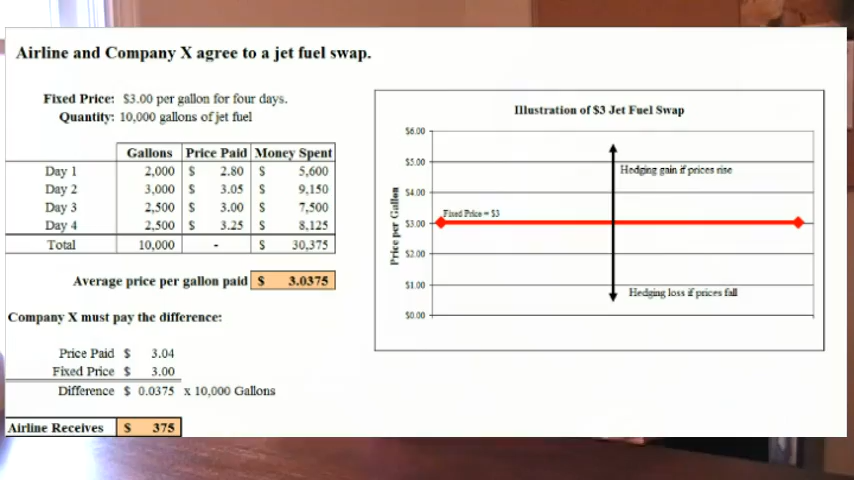 Airline and Company X agree to a jet fuel swap.
Fixed Price: $3.00 per gallon for four days.
Quantity: 10,000 gallons of jet fuel
Gallons Price Paid Money Spent
Day 1 2,000 $ 2.80 $ 5,600
Day 2 3,000 $ 3.05 $ 9,150
Day 3 2,500 $ 3.00 $ 7,500
Day 4 2,500 $ 3.25 $ 8,125
Total 10,000 - $ 30,375
Average price per gallon paid $ 3.0375
Company X must pay the difference:
Price Paid $ 3.04
Fixed Price $ 3.00
Difference $ 0.0375 x 10,000 Gallons
Airline Receives $ 375
Illustration of $3 Jet Fuel Swap
Price per Gallon
$6.00
$5.00
$4.00
$3.00
$2.00
$1.00
$0.00
Hedging gain if prices rise
Fixed Price = $3
Hedging loss if prices fall